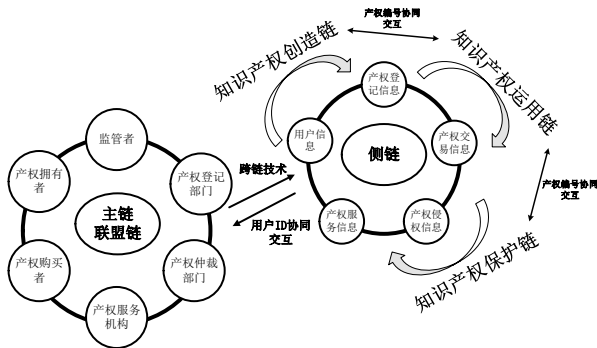 产权编号协同
交互
知识产权创造链
知识产权运用链
产权登
记信息
用户信
息
产权交
易信息
侧链
产权服
务信息
产权侵
权信息
产权编号协同
交互
知识产权保护链
跨链技术
用户ID协同
交互
监管者
产权拥有
者
产权登记
部门
主链
联盟链
产权购买
者
产权仲裁
部门
产权服务
机构